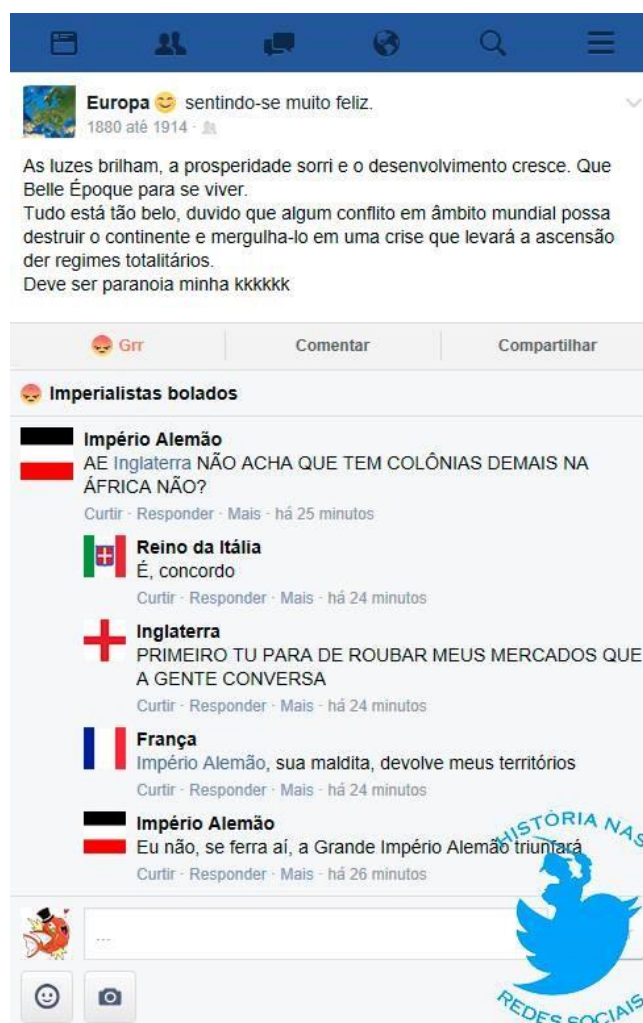 Europa sentindo-se muito feliz.
1880 até 1914 ·
As luzes brilham, a prosperidade sorri e o desenvolvimento cresce. Que
Belle Époque para se viver.
Tudo está tão belo, duvido que algum conflito em âmbito mundial possa
destruir o continente e mergulha-lo em uma crise que levará a ascensão
der regimes totalitários.
Deve ser paranoia minha kkkkkk
Grr
Comentar
Compartilhar
Imperialistas bolados
Império Alemão
AE Inglaterra NÃO ACHA QUE TEM COLÔNIAS DEMAIS NA
ÁFRICA NÃO?
Curtir · Responder · Mais · há 25 minutos
Reino da Itália
É, concordo
Curtir · Responder · Mais · há 24 minutos
Inglaterra
PRIMEIRO TU PARA DE ROUBAR MEUS MERCADOS QUE
A GENTE CONVERSA
Curtir · Responder · Mais · há 24 minutos
França
Império Alemão, sua maldita, devolve meus territórios
Curtir · Responder · Mais · há 24 minutos
Império Alemão
Eu não, se ferra aí, a Grande Império Alemão triunfará
Curtir · Responder · Mais · há 26 minutos
...
HISTÓRIA NAS
REDES SOCIAIS